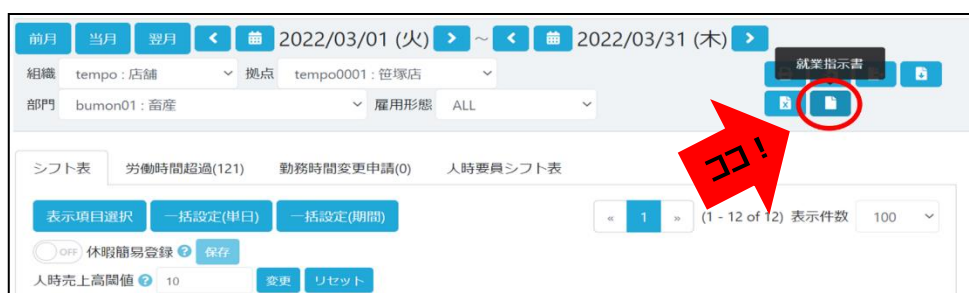 前月 当月 翌月 2022/03/01 (火) ~ 2022/03/31 (木)
就業指示書
組織 tempo : 店舗 拠点 tempo0001 : 笹塚店
部門 bumon01 : 畜産 雇用形態 ALL
ココ!
シフト表 労働時間超過(121) 勤務時間変更申請(0) 人時要員シフト表
表示項目選択 一括設定(単日) 一括設定(期間) « 1 » (1 - 12 of 12) 表示件数 100
OFF 休暇簡易登録 ? 保存
人時売上高閾値 ? 10 変更 リセット